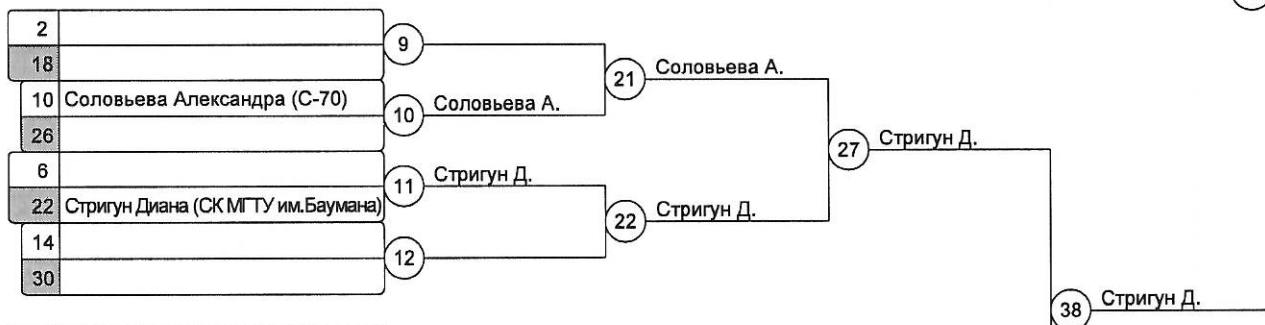 2
18
9
10 Соловьева Александра (С-70)
26
10 Соловьева А.
21 Соловьева А.
6
22 Стригун Диана (СК МГТУ им.Баумана)
11 Стригун Д.
14
30
12
22 Стригун Д.
27 Стригун Д.
38 Стригун Д.